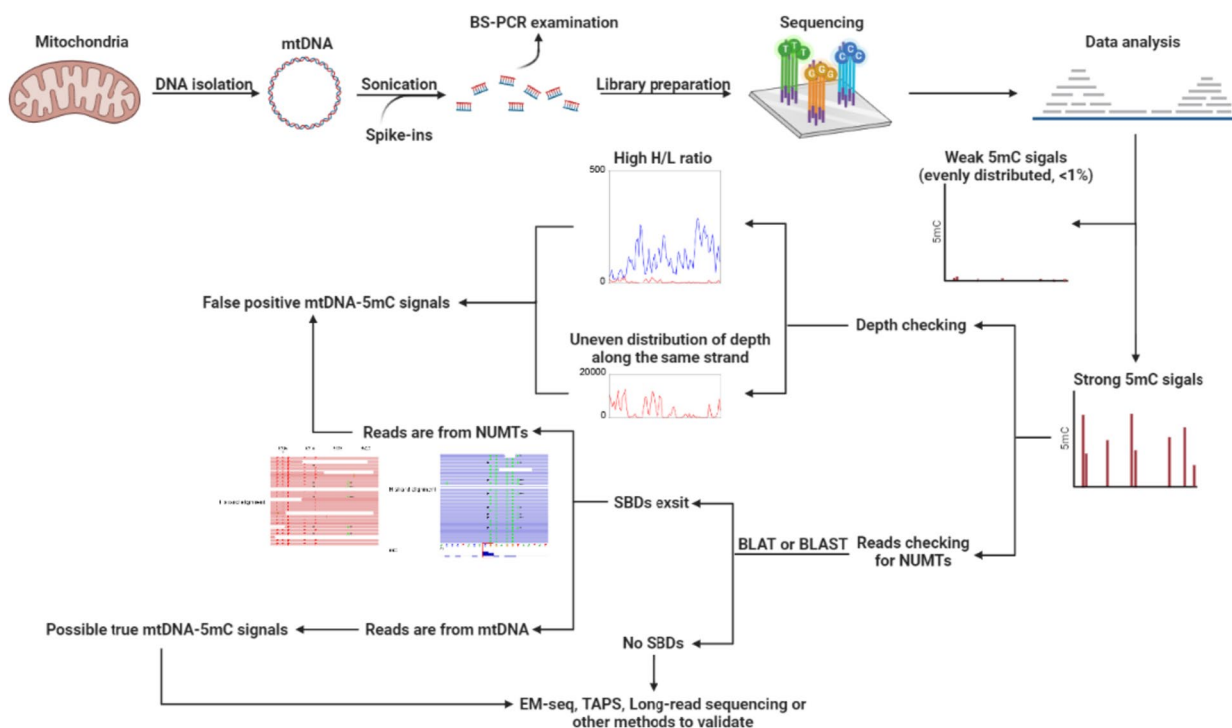 BS-PCR examination
Sequencing
Mitochondria
mtDNA
Data analysis
DNA isolation
Sonication
Library preparation
Spike-ins
T T T
G G G
C C C
High H/L ratio
500
0
Weak 5mC sigals
(evenly distributed, <1%)
5mC
False positive mtDNA-5mC signals
Depth checking
Uneven distribution of depth
along the same strand
20000
0
Strong 5mC sigals
5mC
Reads are from NUMTs
SBDs exsit
BLAT or BLAST
Reads checking
for NUMTs
Possible true mtDNA-5mC signals
Reads are from mtDNA
No SBDs
EM-seq, TAPS, Long-read sequencing or
other methods to validate